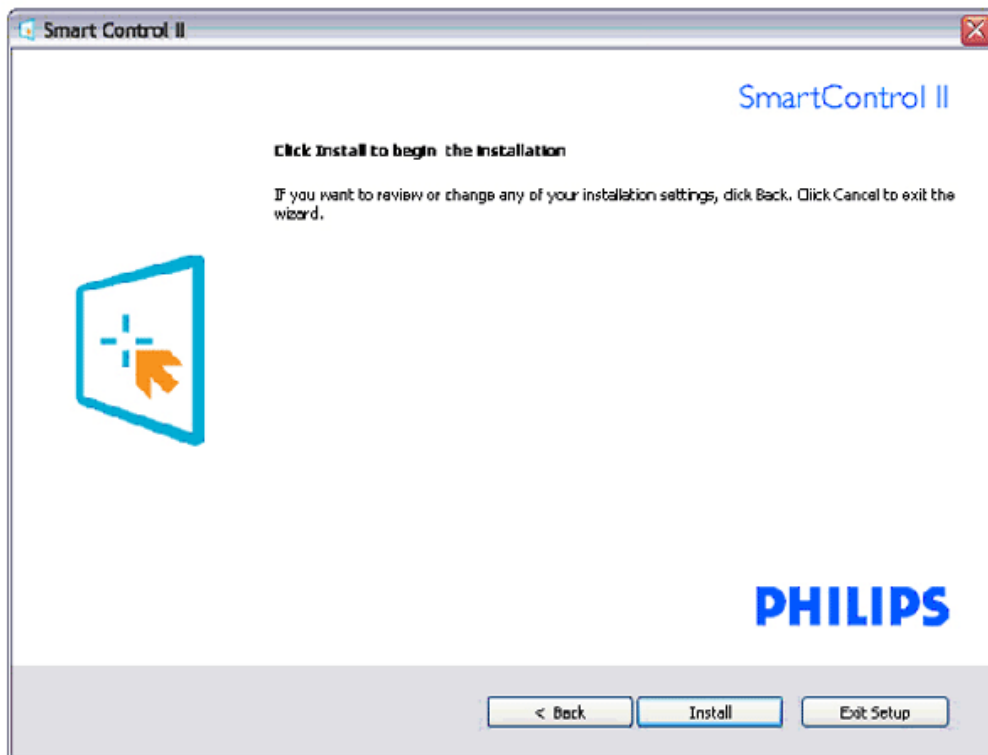 Smart Control II
SmartControl II
Click Install to begin the installation
If you want to review or change any of your installation settings, click Back. Click Cancel to exit the
wizard.
PHILIPS
< Back
Install
Exit Setup